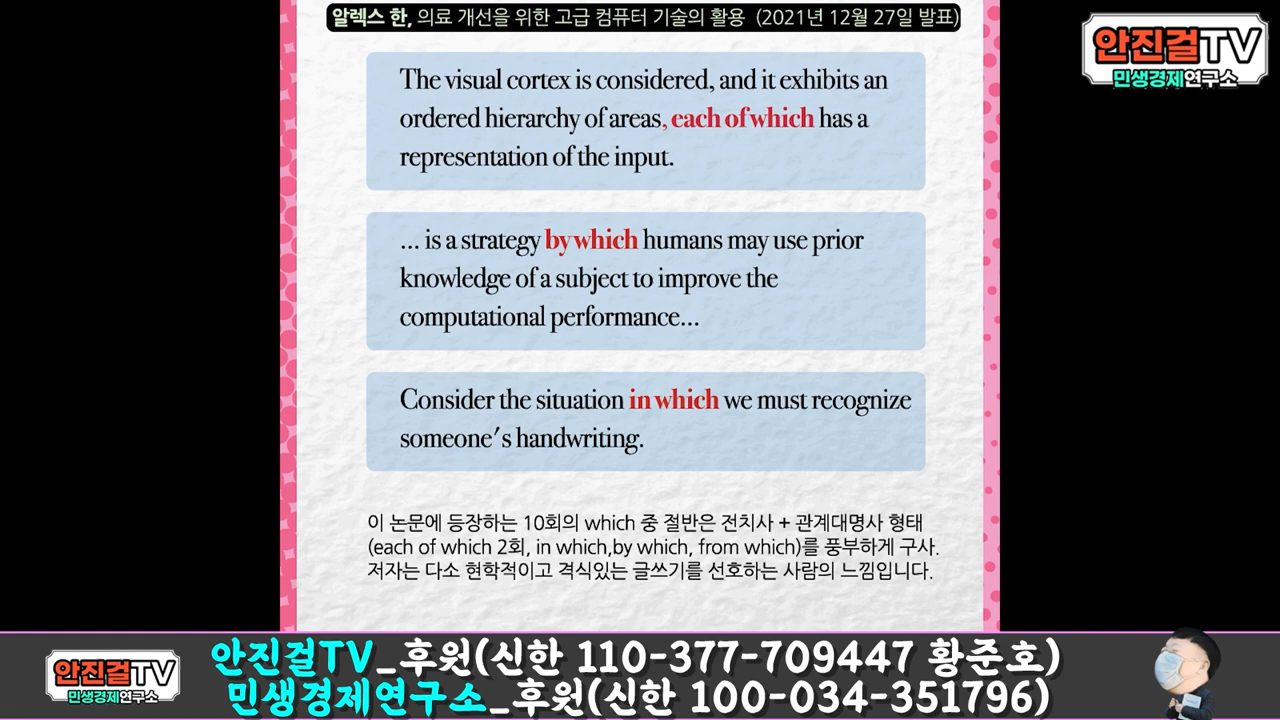 알렉스 한, 의료 개선을 위한 고급 컴퓨터 기술의 활용 (2021년 12월 27일 발표)
안진걸TV
민생경제연구소
The visual cortex is considered, and it exhibits an
ordered hierarchy of areas, each of which has a
representation of the input.
... is a strategy by which humans may use prior
knowledge of a subject to improve the
computational performance...
Consider the situation in which we must recognize
someone's handwriting.
이 논문에 등장하는 10회의 which 중 절반은 전치사 + 관계대명사 형태
(each of which 2회, in which,by which, from which)를 풍부하게 구사.
저자는 다소 현학적이고 격식있는 글쓰기를 선호하는 사람의 느낌입니다.
안진걸TV
민생경제연구소
안진걸TV_후원(신한 110-377-709447 황준호)
민생경제연구소_후원(신한 100-034-351796)